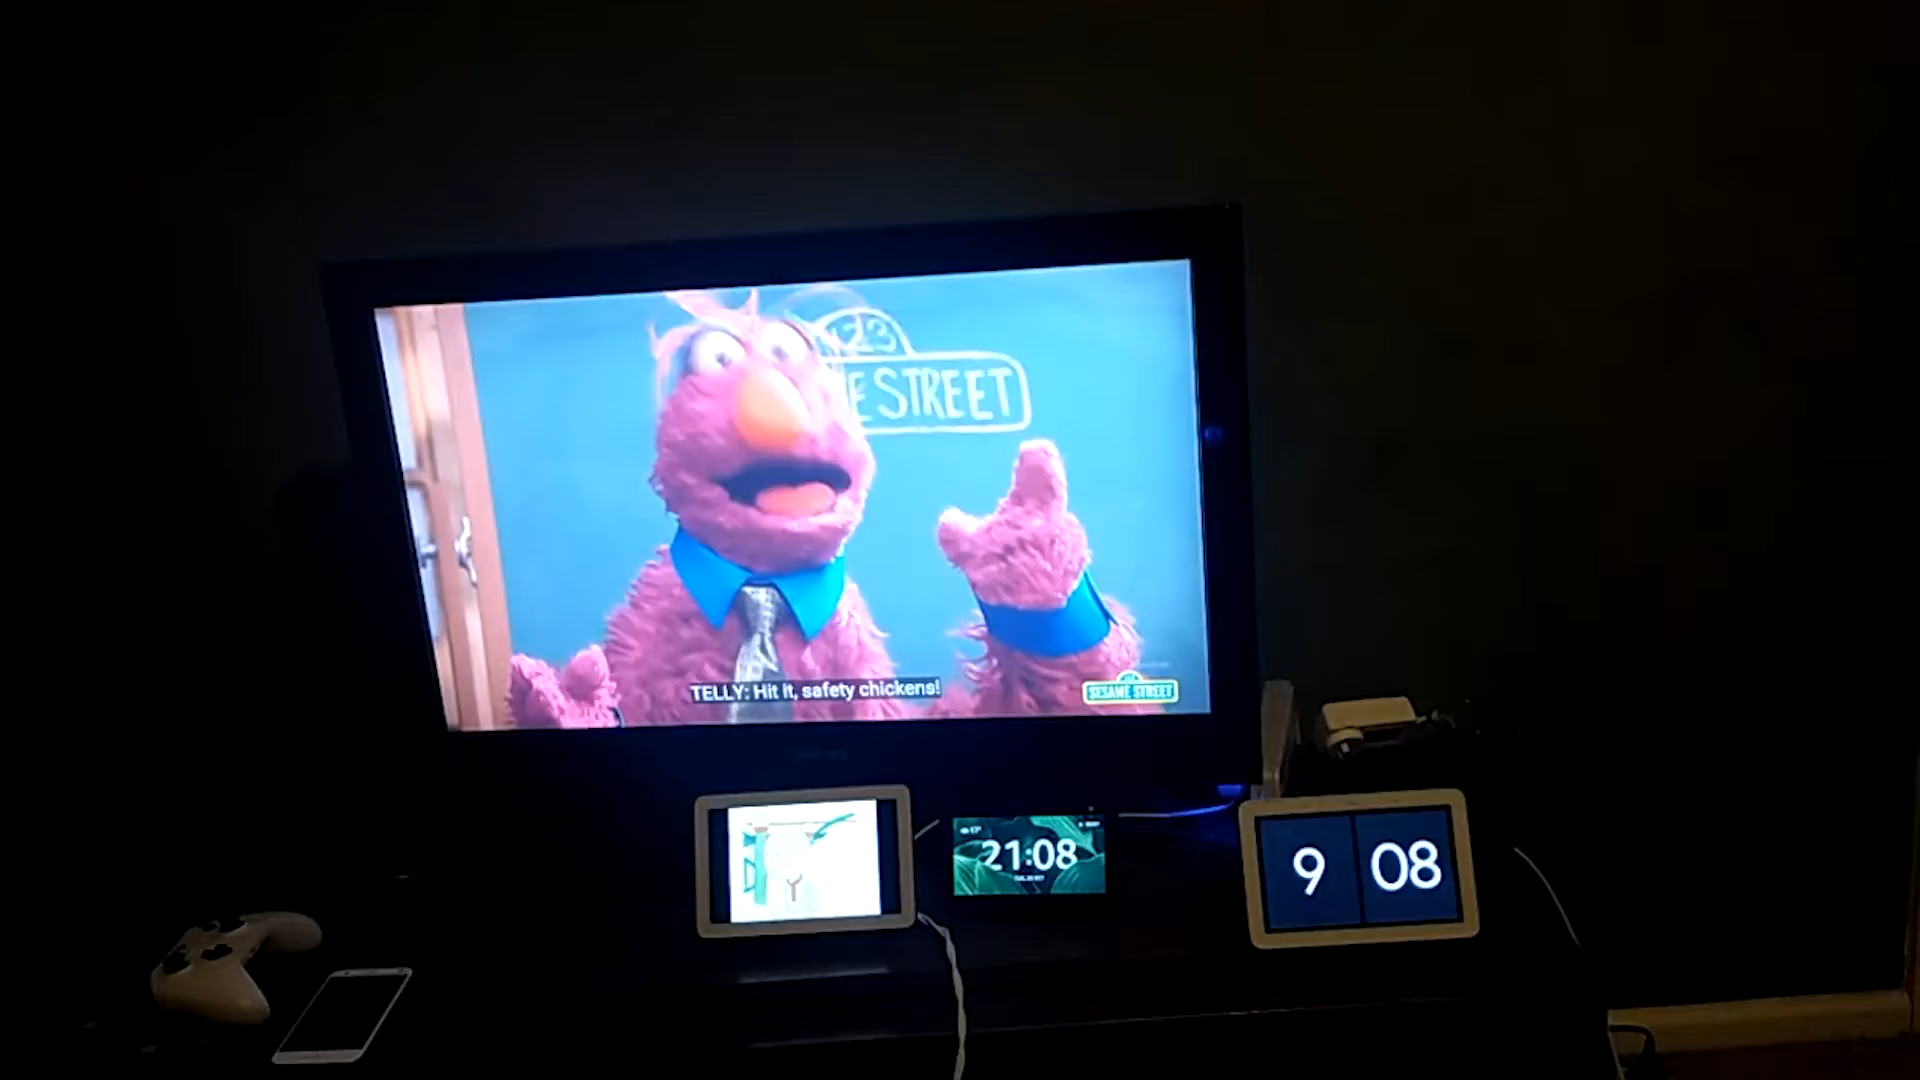 123
E STREET
TELLY: Hit it, safety chickens!
SESAME STREET
21:08
9 08